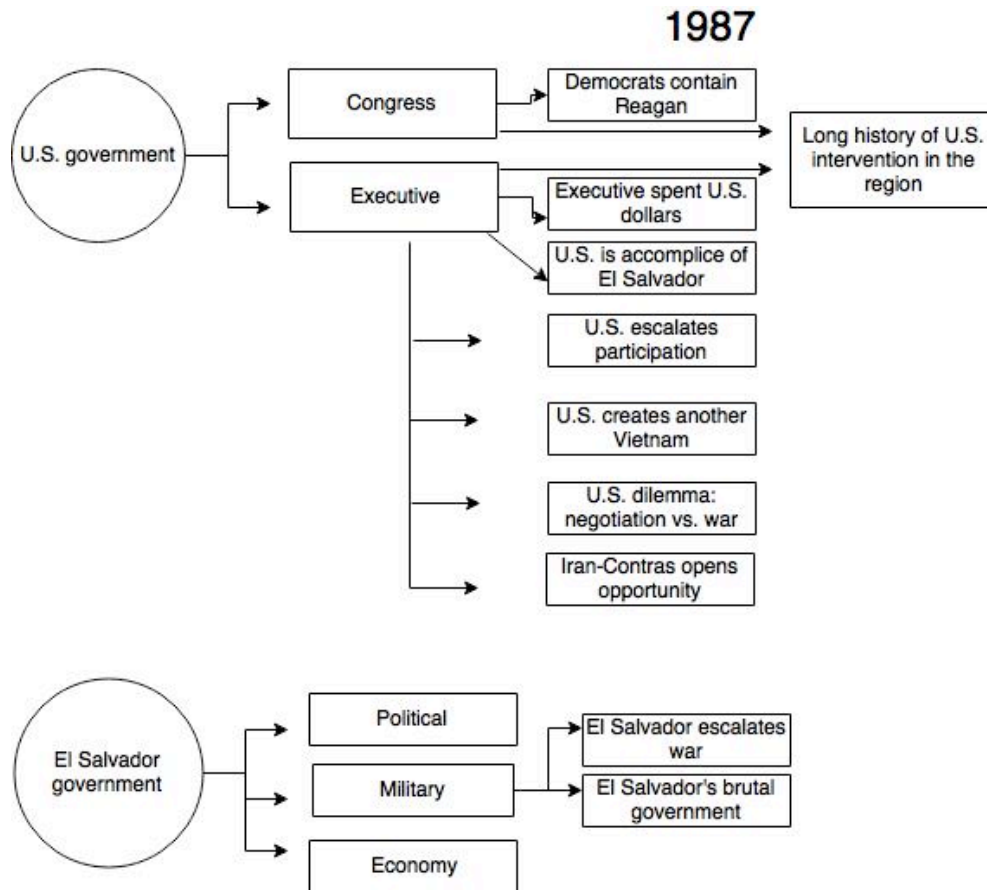 1987
U.S. government
Congress
Democrats contain
Reagan
Long history of U.S.
intervention in the
region
Executive
Executive spent U.S.
dollars
U.S. is accomplice of
El Salvador
U.S. escalates
participation
U.S. creates another
Vietnam
U.S. dilemma:
negotiation vs. war
Iran-Contras opens
opportunity
El Salvador
government
Political
Military
Economy
El Salvador escalates
war
El Salvador's brutal
government